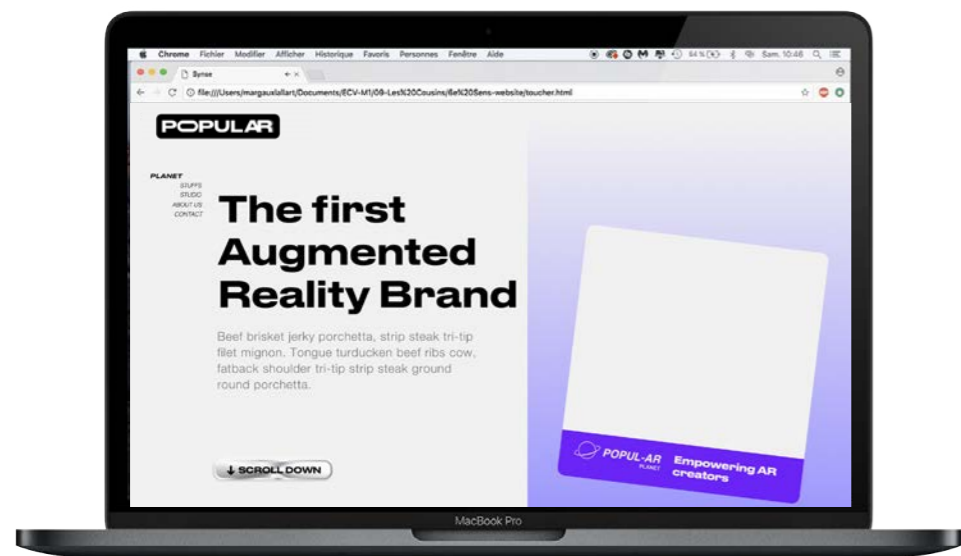 Chrome Fichier Modifier Afficher Historique Favoris Personnes Fenêtre Aide 64 % Sam. 10:46
Bynse
file:///Users/margauxlallart/Documents/ECV-M1/09-Les%20Cousins/6e%20Sens-website/toucher.html
POPULAR
PLANET
STUFFS
STUDIO
ABOUT US
CONTACT
The first
Augmented
Reality Brand
Beef brisket jerky porchetta, strip steak tri-tip
filet mignon. Tongue turducken beef ribs cow,
fatback shoulder tri-tip strip steak ground
round porchetta.
↓ SCROLL DOWN
POPUL-AR
PLANET
Empowering AR
creators
MacBook Pro